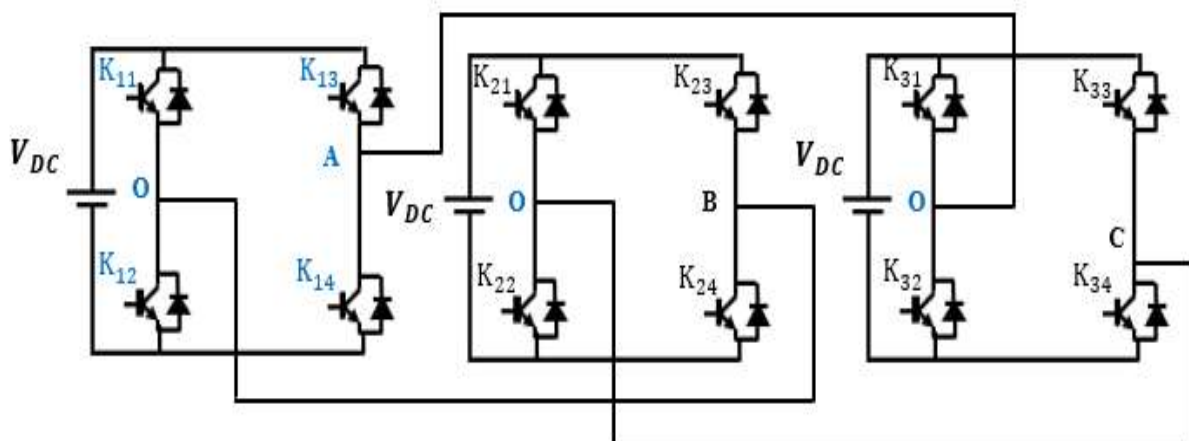 K11 K13
VDC
A
O
K12 K14
K21 K23
VDC
O B
K22 K24
K31 K33
VDC
O
C
K32 K34